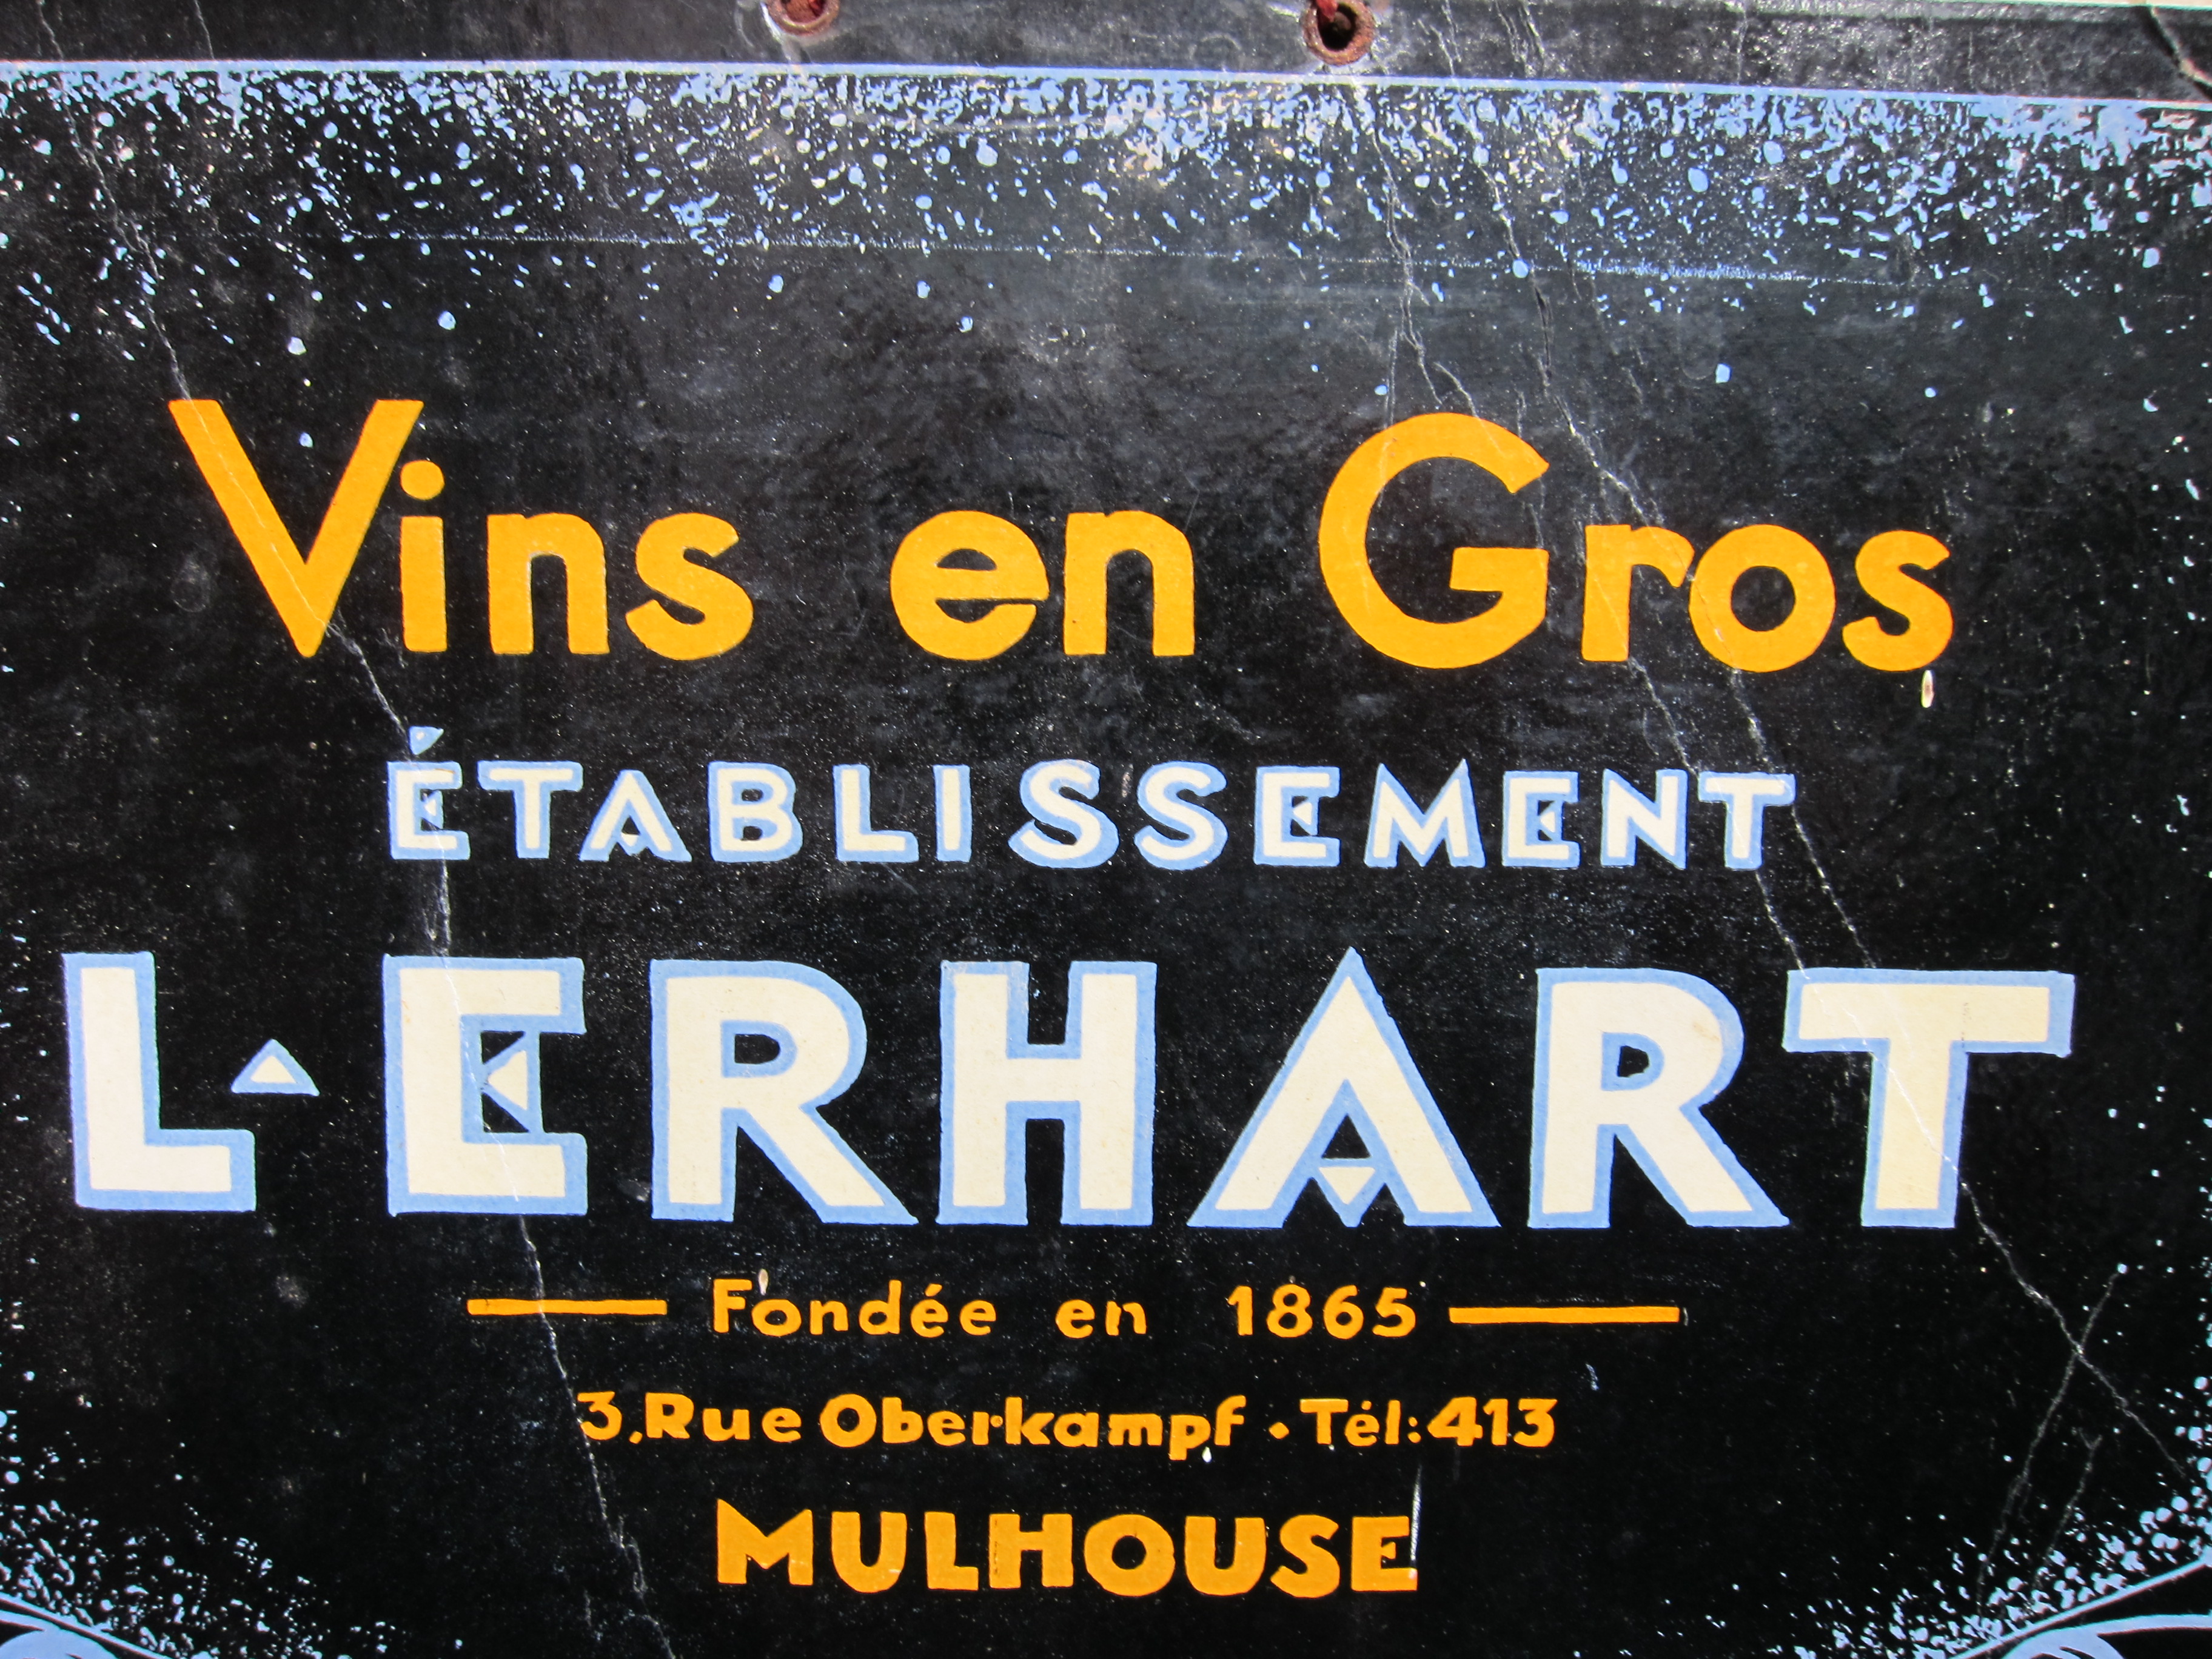 Vins en Gros
ÉTABLISSEMENT
L·ERHART
Fondée en 1865
3, Rue Oberkampf · Tél: 413
MULHOUSE